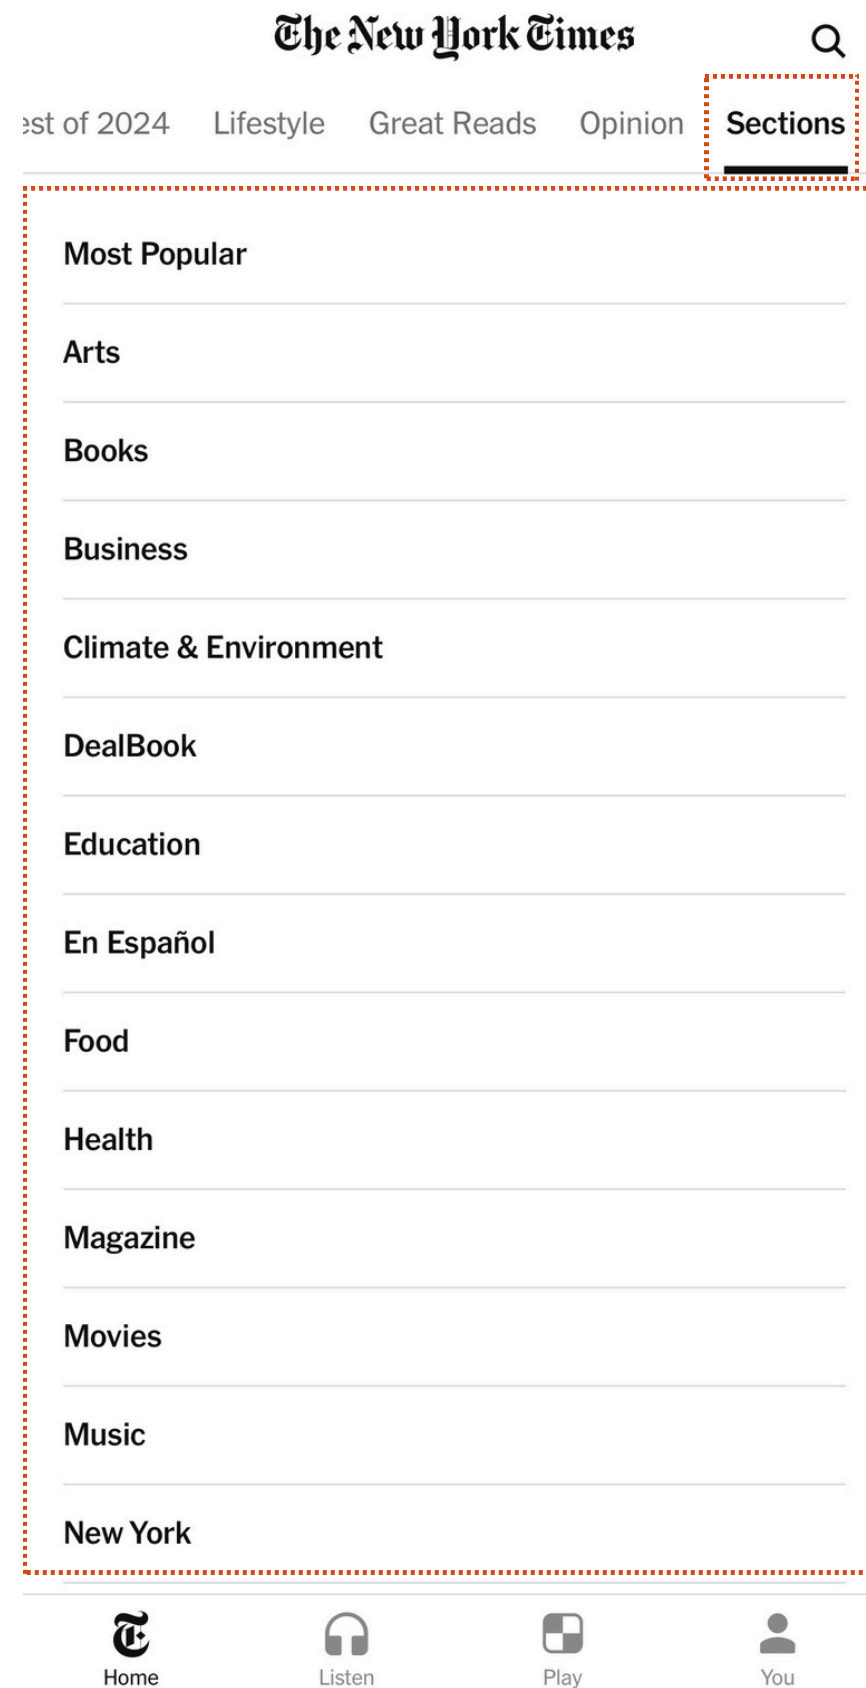 The New York Times
est of 2024 Lifestyle Great Reads Opinion Sections
Most Popular
Arts
Books
Business
Climate & Environment
DealBook
Education
En Español
Food
Health
Magazine
Movies
Music
New York
Home Listen Play You